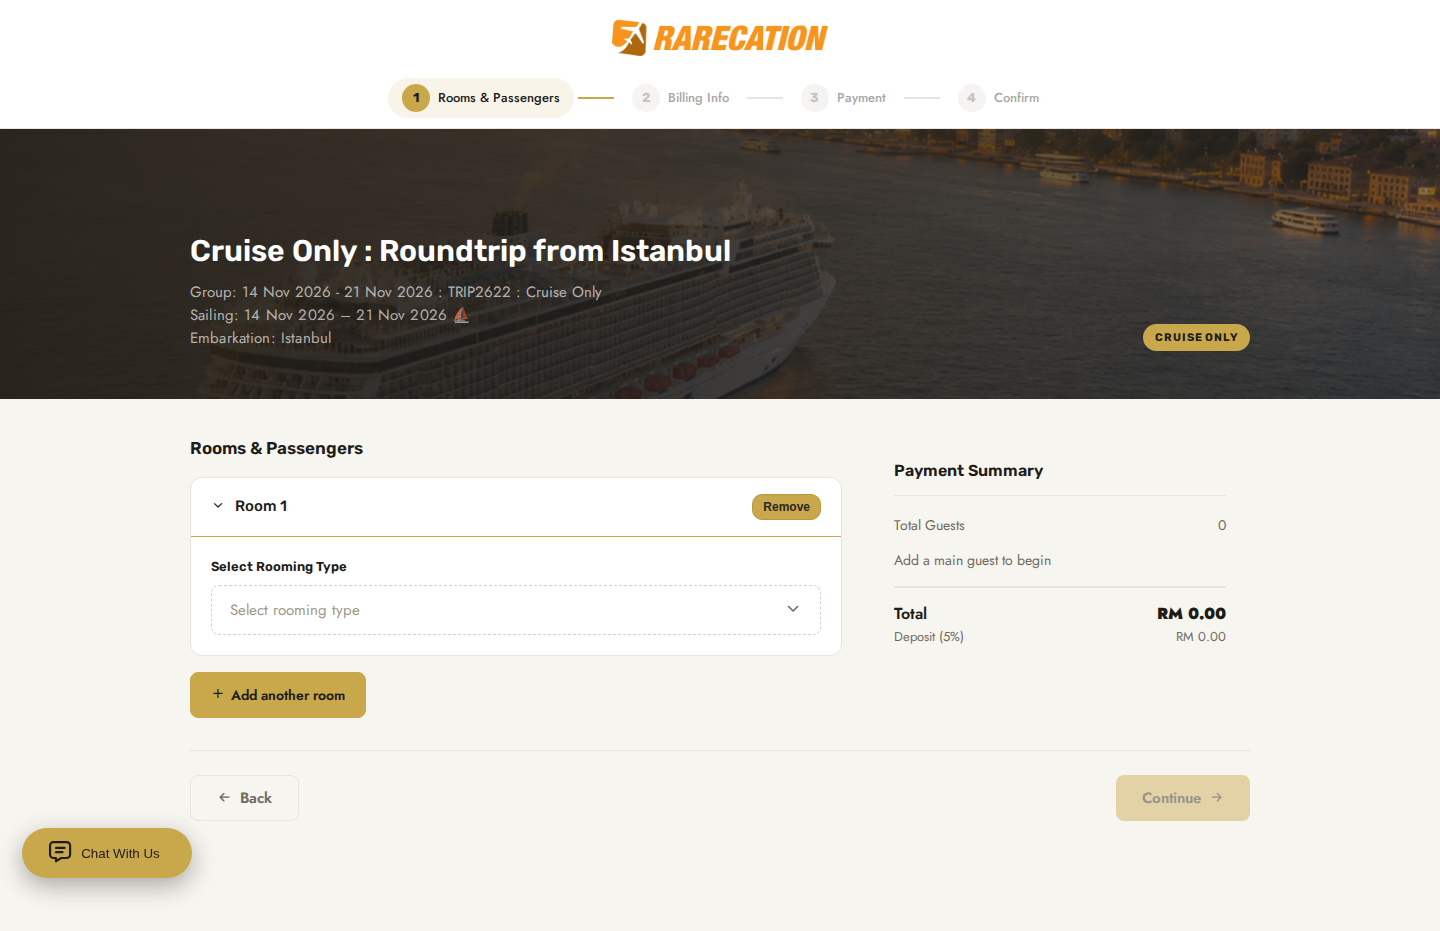 RARECATION
1 Rooms & Passengers
2 Billing Info
3 Payment
4 Confirm
Cruise Only : Roundtrip from Istanbul
Group: 14 Nov 2026 - 21 Nov 2026 : TRIP2622 : Cruise Only
Sailing: 14 Nov 2026 – 21 Nov 2026 ⛵
Embarkation: Istanbul
CRUISE ONLY
Rooms & Passengers
Room 1
Remove
Select Rooming Type
Select rooming type
+ Add another room
Payment Summary
Total Guests 0
Add a main guest to begin
Total RM 0.00
Deposit (5%) RM 0.00
← Back
Continue →
Chat With Us